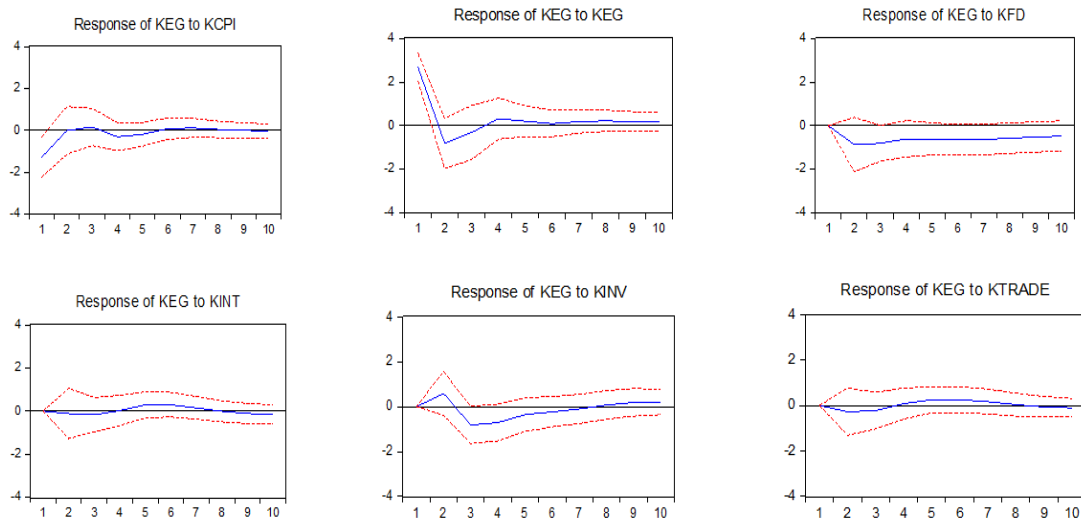 Response of KEG to KCPI
4
2
0
-2
-4
1 2 3 4 5 6 7 8 9 10
Response of KEG to KEG
4
2
0
-2
-4
1 2 3 4 5 6 7 8 9 10
Response of KEG to KFD
4
2
0
-2
-4
1 2 3 4 5 6 7 8 9 10
Response of KEG to KINT
4
2
0
-2
-4
1 2 3 4 5 6 7 8 9 10
Response of KEG to KINV
4
2
0
-2
-4
1 2 3 4 5 6 7 8 9 10
Response of KEG to KTRADE
4
2
0
-2
-4
1 2 3 4 5 6 7 8 9 10